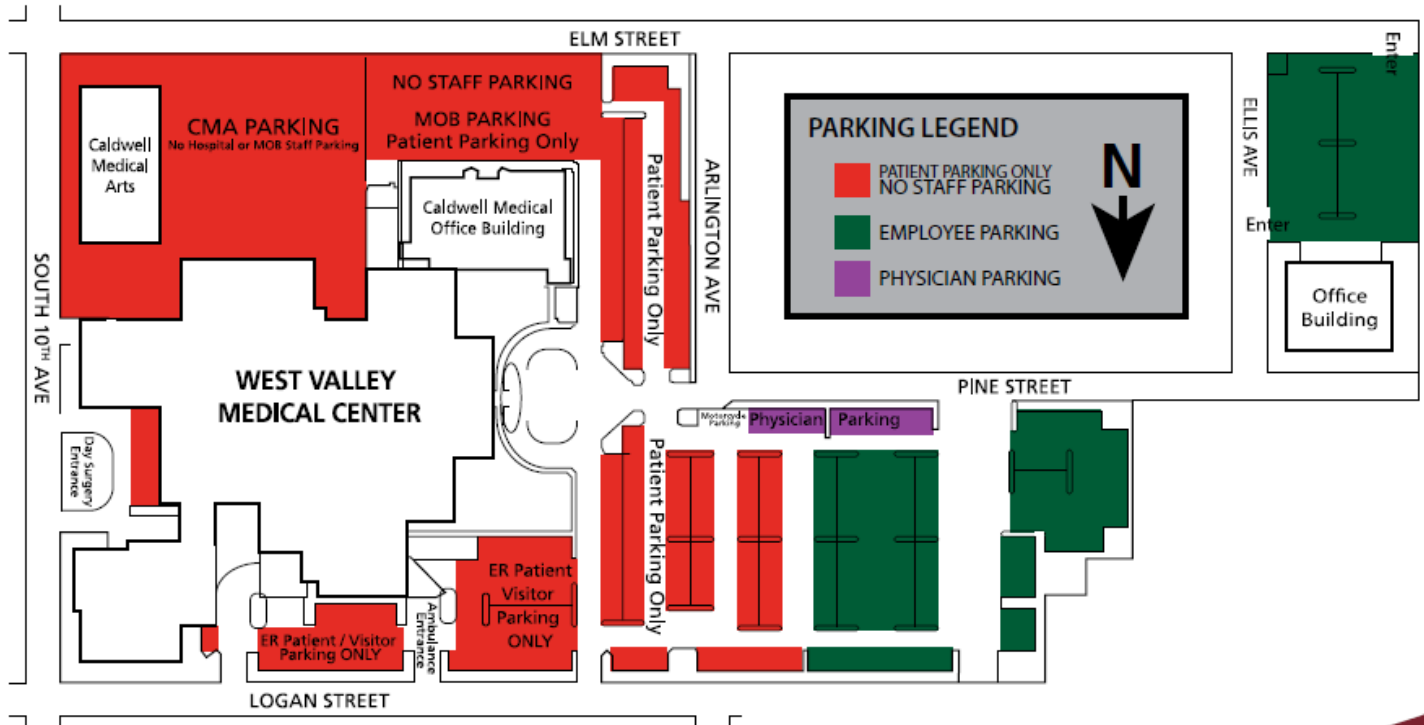 ELM STREET
NO STAFF PARKING
MOB PARKING
Patient Parking Only
CMA PARKING
No Hospital or MOB Staff Parking
Caldwell
Medical
Arts
Caldwell Medical
Office Building
Patient Parking Only
ARLINGTON AVE
PARKING LEGEND
PATIENT PARKING ONLY
NO STAFF PARKING
EMPLOYEE PARKING
PHYSICIAN PARKING
N
ELLIS AVE
Enter
Enter
Office
Building
SOUTH 10TH AVE
WEST VALLEY
MEDICAL CENTER
PINE STREET
Motorcycle
Parking
Physician Parking
Day Surgery
Entrance
Patient Parking Only
ER Patient
Visitor
Parking
ONLY
Ambulance
Entrance
ER Patient / Visitor
Parking ONLY
LOGAN STREET